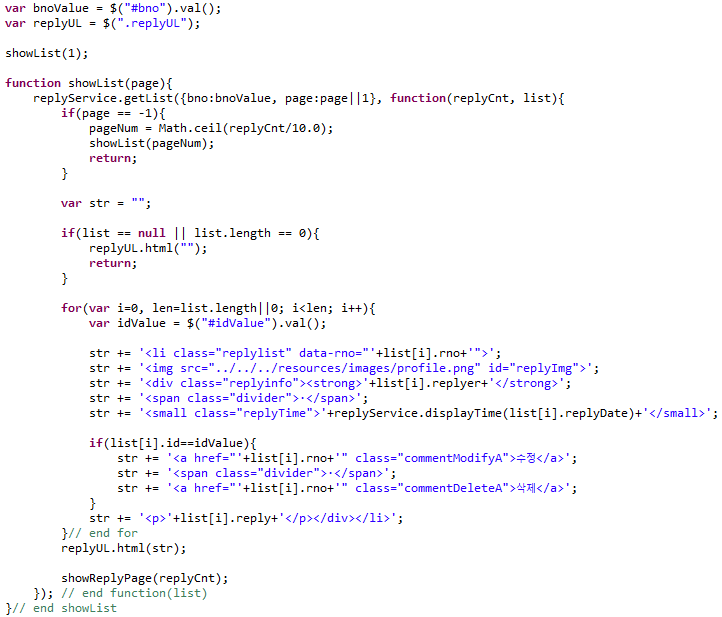 var bnoValue = $("#bno").val();
var replyUL = $(".replyUL");

showList(1);

function showList(page){
    replyService.getList({bno:bnoValue, page:page||1}, function(replyCnt, list){
        if(page == -1){
            pageNum = Math.ceil(replyCnt/10.0);
            showList(pageNum);
            return;
        }

        var str = "";

        if(list == null || list.length == 0){
            replyUL.html("");
            return;
        }

        for(var i=0, len=list.length||0; i<len; i++){
            var idValue = $("#idValue").val();

            str += '<li class="replylist" data-rno="'+list[i].rno+'">';
            str += '<img src="../../../resources/images/profile.png" id="replyImg">';
            str += '<div class="replyinfo"><strong>'+list[i].replyer+'</strong>';
            str += '<span class="divider">·</span>';
            str += '<small class="replyTime">'+replyService.displayTime(list[i].replyDate)+'</small>';

            if(list[i].id==idValue){
                str += '<a href="'+list[i].rno+'" class="commentModifyA">수정</a>';
                str += '<span class="divider">·</span>';
                str += '<a href="'+list[i].rno+'" class="commentDeleteA">삭제</a>';
            }
            str += '<p>'+list[i].reply+'</p></div></li>';
        }// end for
        replyUL.html(str);

        showReplyPage(replyCnt);
    }); // end function(list)
}// end showList